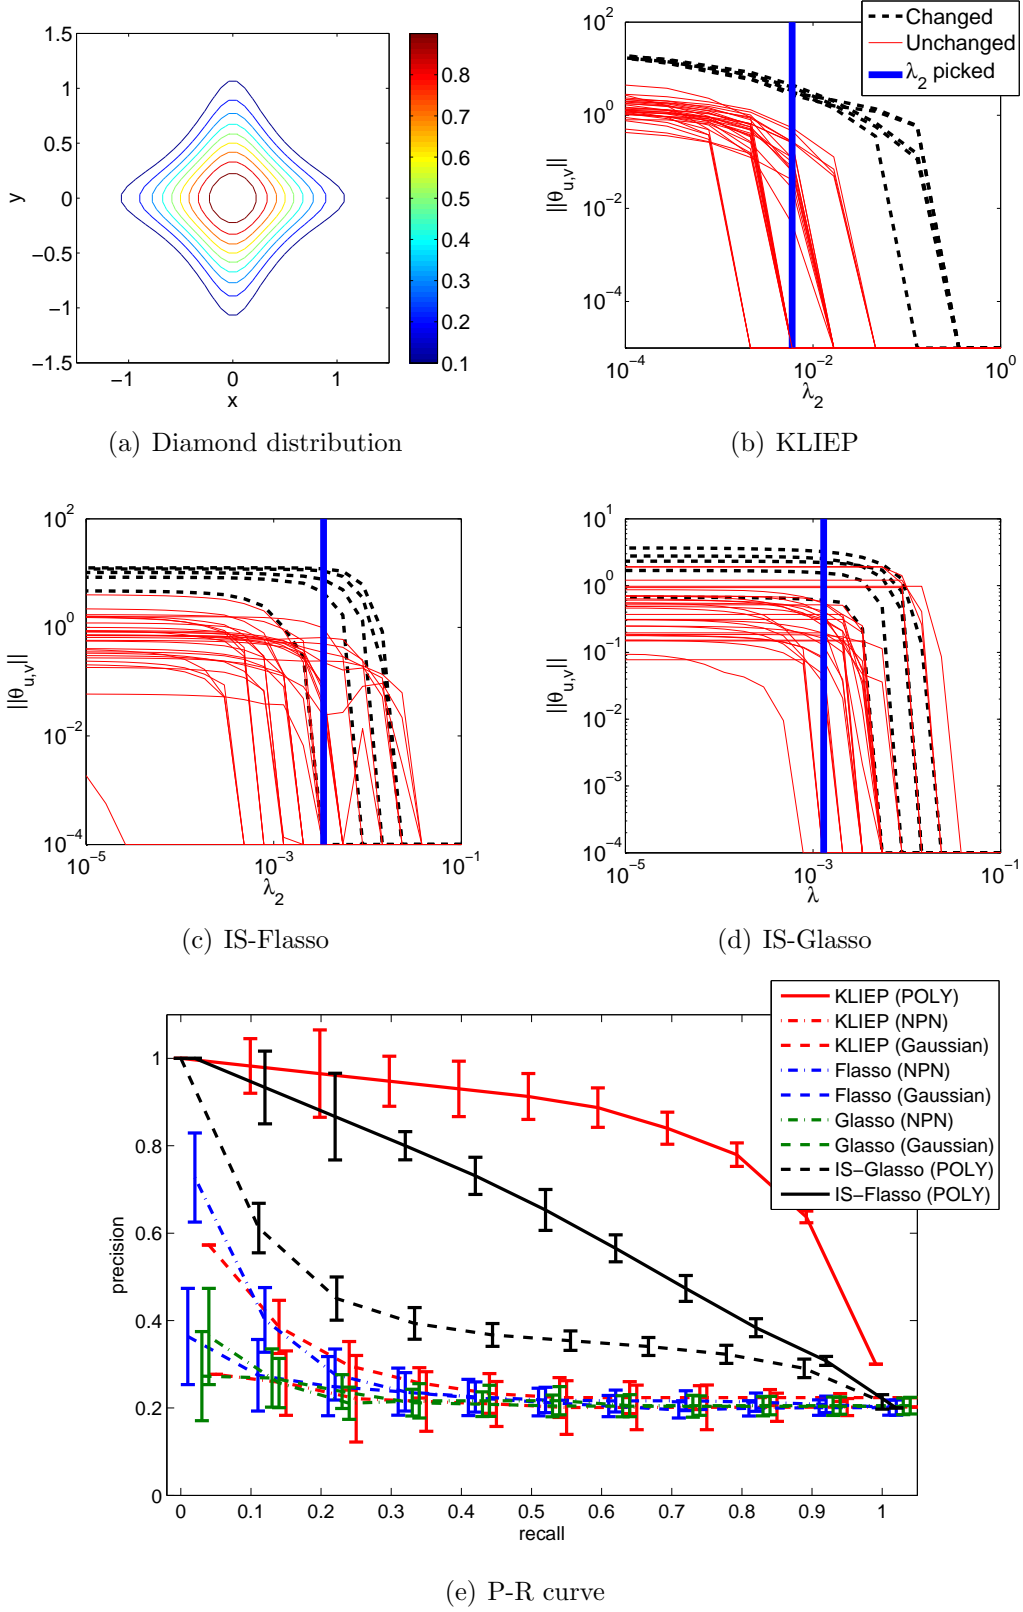 1.5
1
0.5
0
−0.5
−1
−1.5
y
−1
0
1
x
0.9
0.8
0.7
0.6
0.5
0.4
0.3
0.2
0.1
(a) Diamond distribution
Changed
Unchanged
λ2 picked
10^2
10^0
10^−2
10^−4
||θu,v||
10^−4
10^−2
10^0
λ2
(b) KLIEP
10^2
10^0
10^−2
10^−4
||θu,v||
10^−5
10^−3
10^−1
λ2
(c) IS-Flasso
10^1
10^0
10^−1
10^−2
10^−3
10^−4
||θu,v||
10^−5
10^−3
10^−1
λ
(d) IS-Glasso
KLIEP (POLY)
KLIEP (NPN)
KLIEP (Gaussian)
Flasso (NPN)
Flasso (Gaussian)
Glasso (NPN)
Glasso (Gaussian)
IS−Glasso (POLY)
IS−Flasso (POLY)
1
0.8
0.6
0.4
0.2
0
precision
0 0.1 0.2 0.3 0.4 0.5 0.6 0.7 0.8 0.9 1
recall
(e) P-R curve